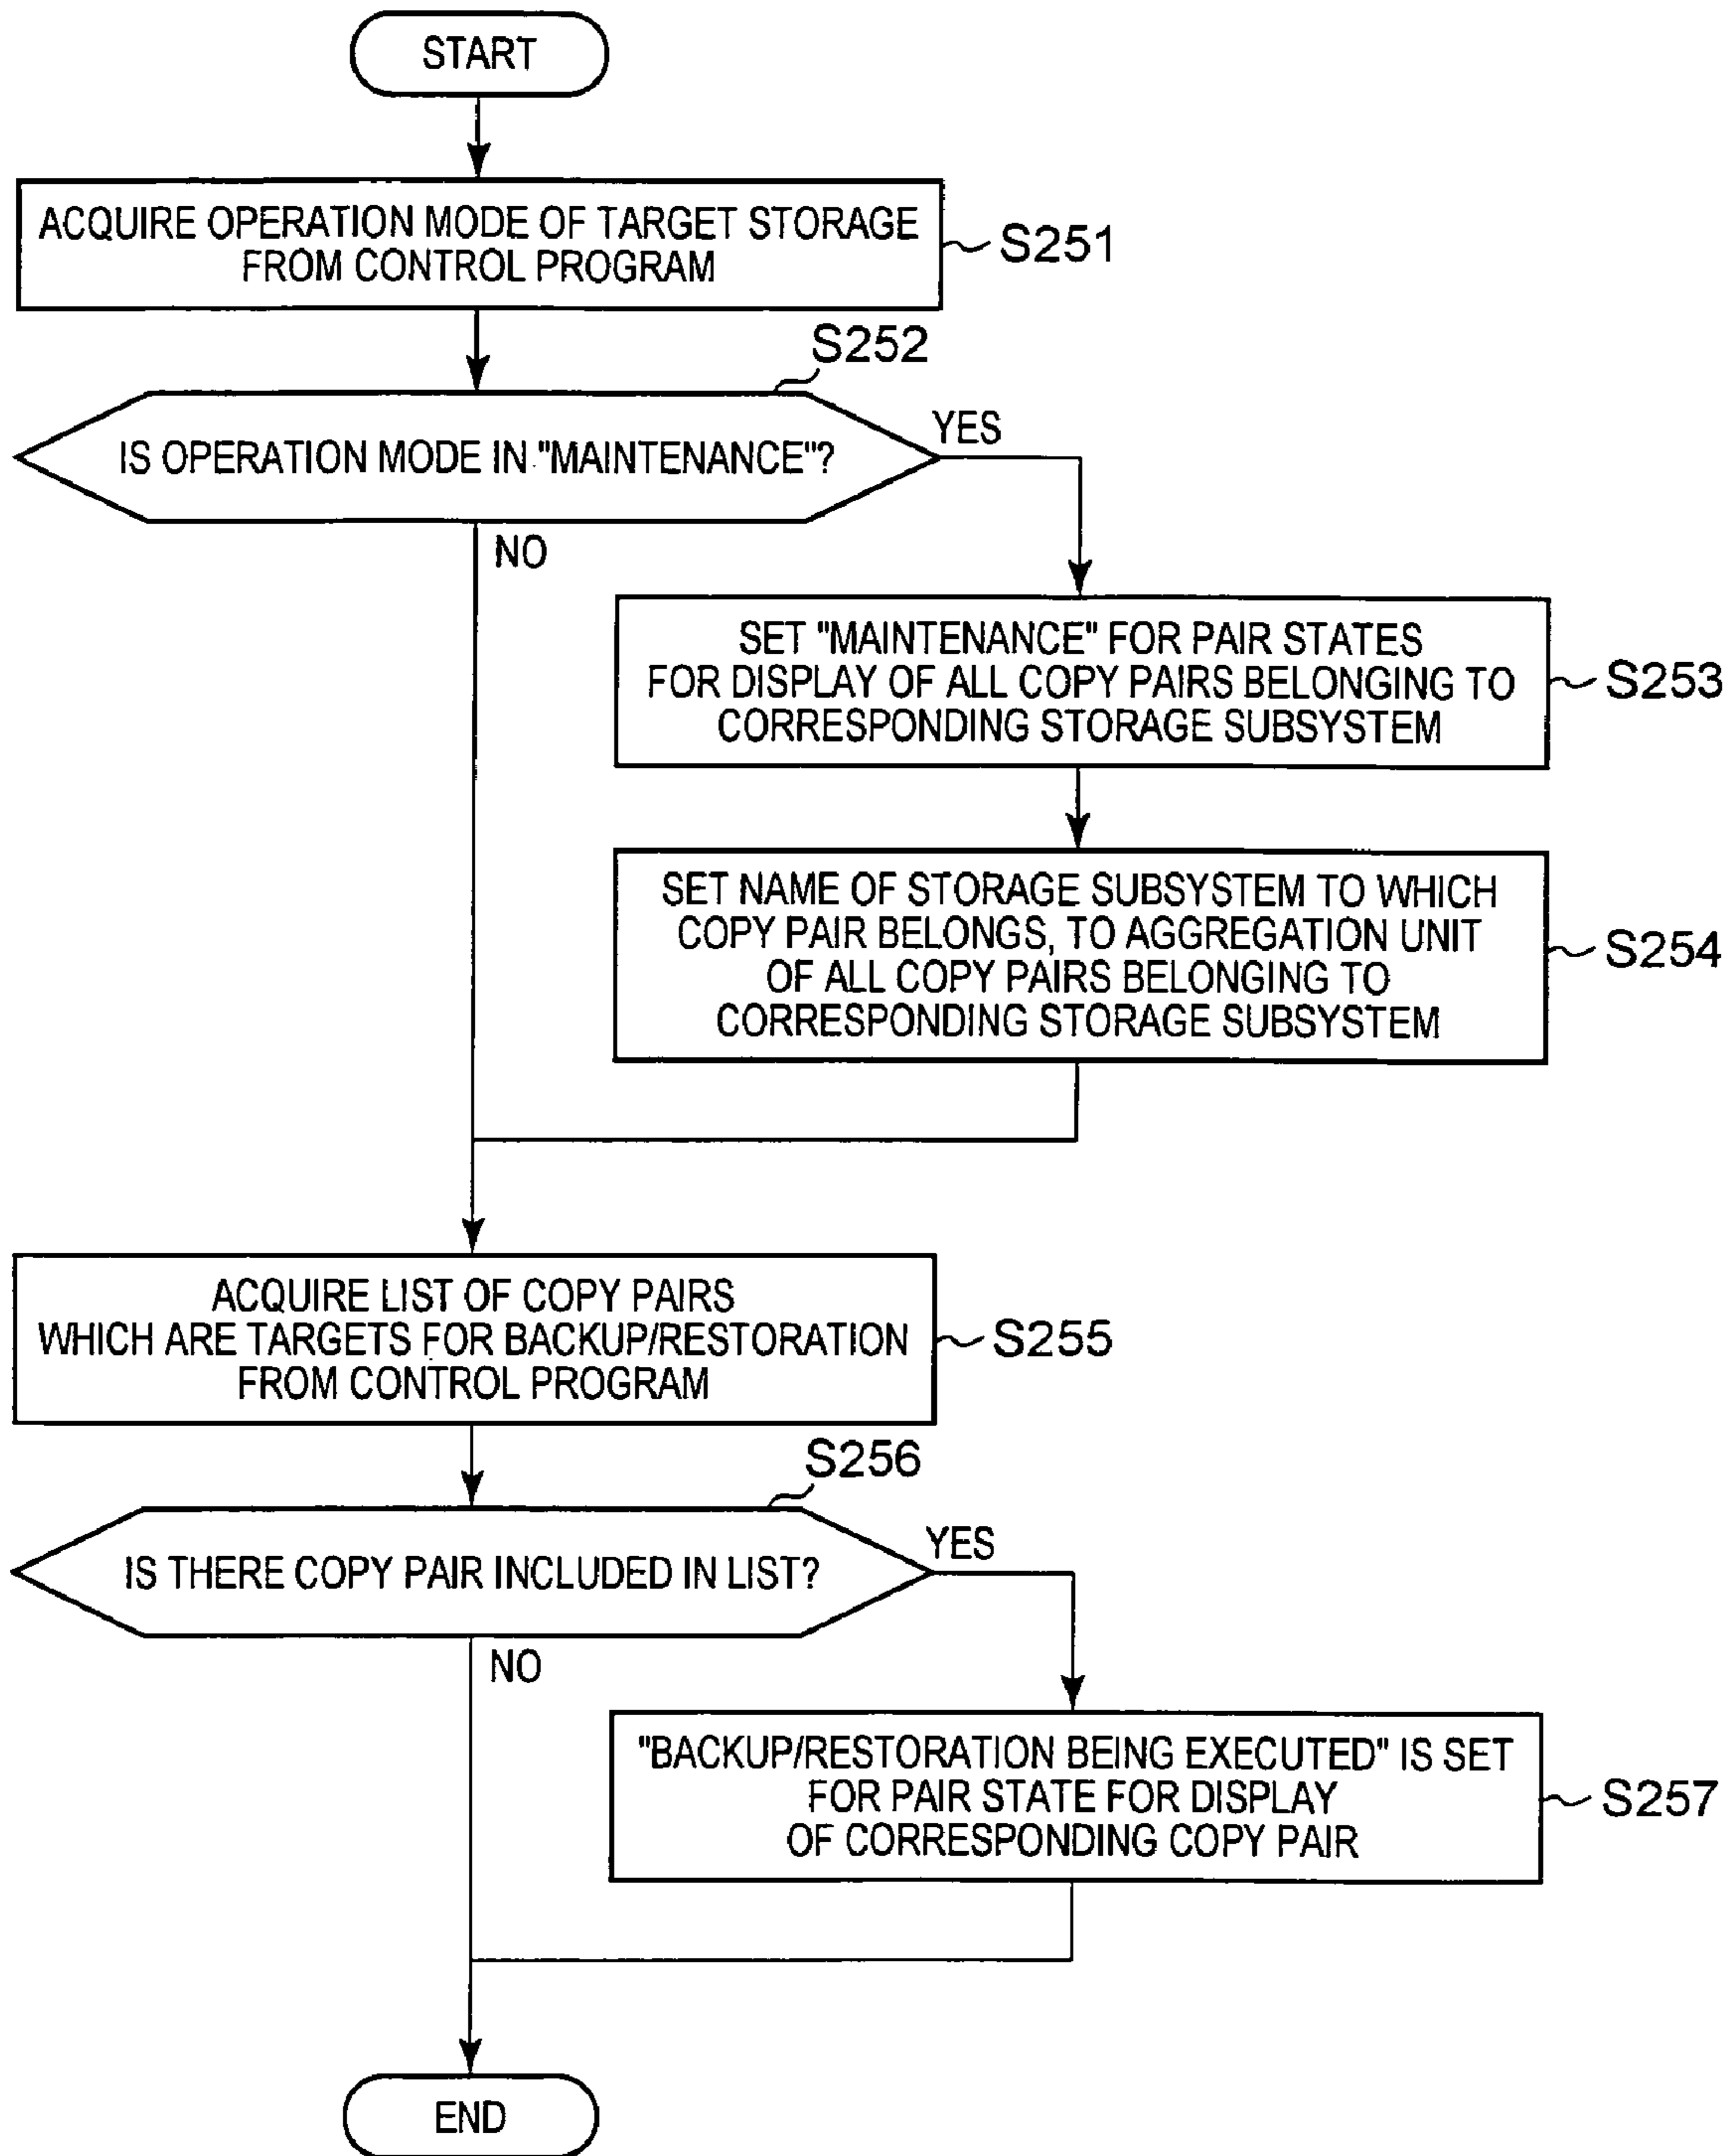 START
ACQUIRE OPERATION MODE OF TARGET STORAGE
FROM CONTROL PROGRAM
S251
S252
IS OPERATION MODE IN "MAINTENANCE"?
YES
NO
SET "MAINTENANCE" FOR PAIR STATES
FOR DISPLAY OF ALL COPY PAIRS BELONGING TO
CORRESPONDING STORAGE SUBSYSTEM
S253
SET NAME OF STORAGE SUBSYSTEM TO WHICH
COPY PAIR BELONGS, TO AGGREGATION UNIT
OF ALL COPY PAIRS BELONGING TO
CORRESPONDING STORAGE SUBSYSTEM
S254
ACQUIRE LIST OF COPY PAIRS
WHICH ARE TARGETS FOR BACKUP/RESTORATION
FROM CONTROL PROGRAM
S255
S256
IS THERE COPY PAIR INCLUDED IN LIST?
YES
NO
"BACKUP/RESTORATION BEING EXECUTED" IS SET
FOR PAIR STATE FOR DISPLAY
OF CORRESPONDING COPY PAIR
S257
END